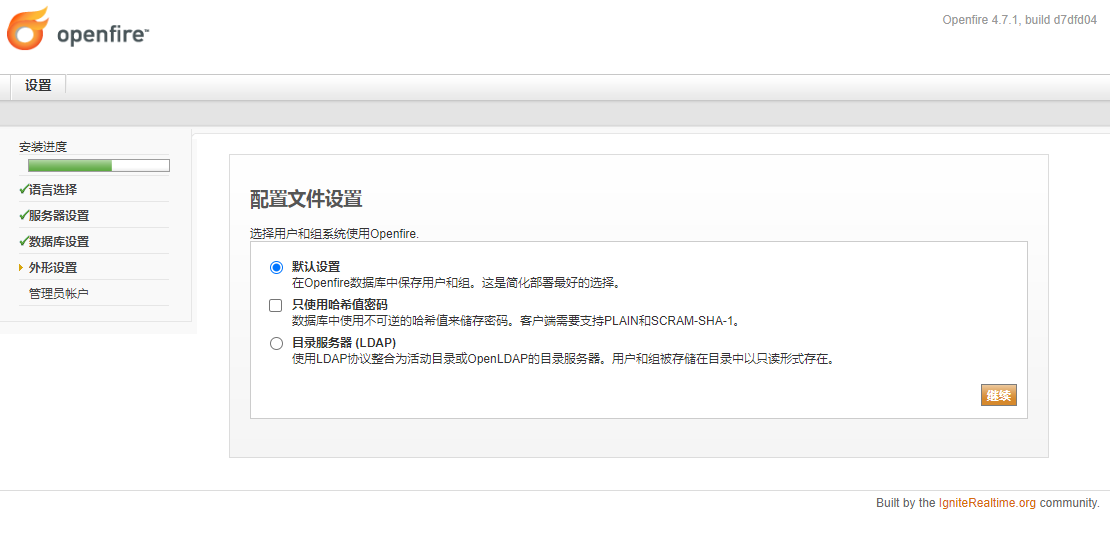 openfire™
Openfire 4.7.1, build d7dfd04
设置
安装进度
语言选择
服务器设置
数据库设置
外形设置
管理员帐户
配置文件设置
选择用户和组系统使用Openfire.
默认设置
在Openfire数据库中保存用户和组。这是简化部署最好的选择。
只使用哈希值密码
数据库中使用不可逆的哈希值来储存密码。客户端需要支持PLAIN和SCRAM-SHA-1。
目录服务器 (LDAP)
使用LDAP协议整合为活动目录或OpenLDAP的目录服务器。用户和组被存储在目录中以只读形式存在。
继续
Built by the IgniteRealtime.org community.